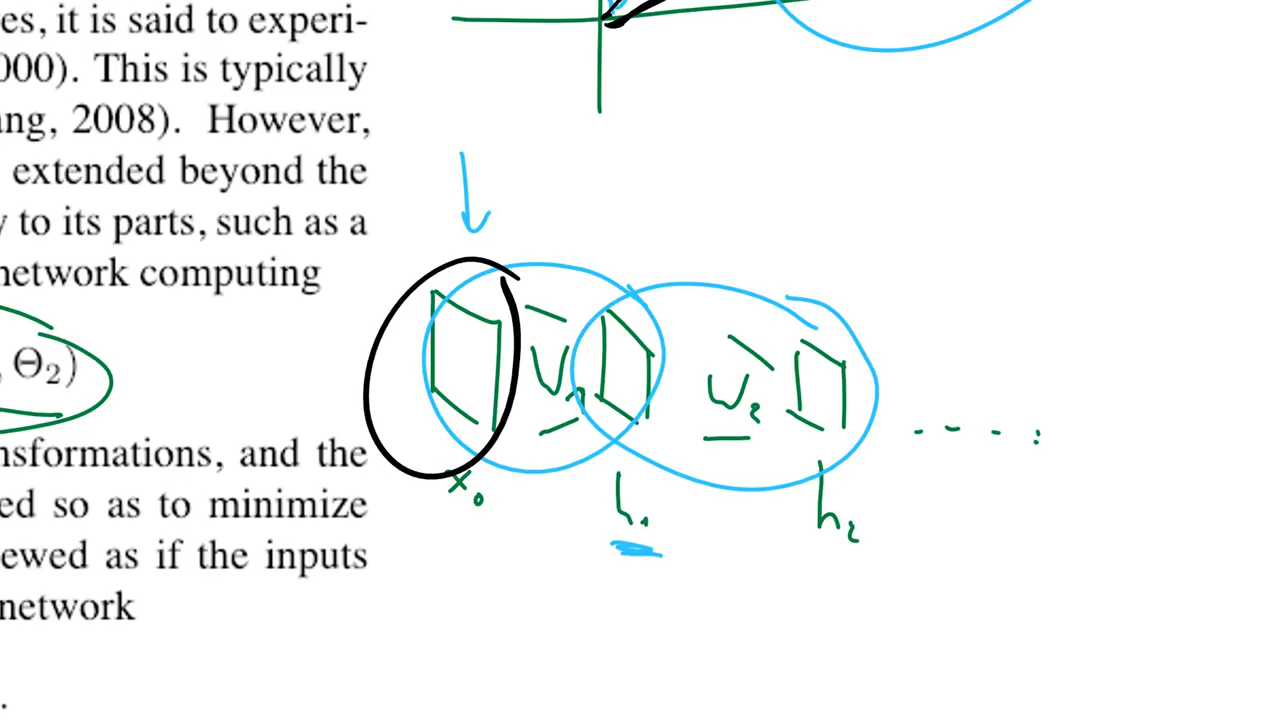 es, it is said to experi-
000). This is typically
ang, 2008). However,
extended beyond the
y to its parts, such as a
network computing
, Θ₂)
nsformations, and the
ed so as to minimize
ewed as if the inputs
network
.
W₂
x₀
h₁
h₂